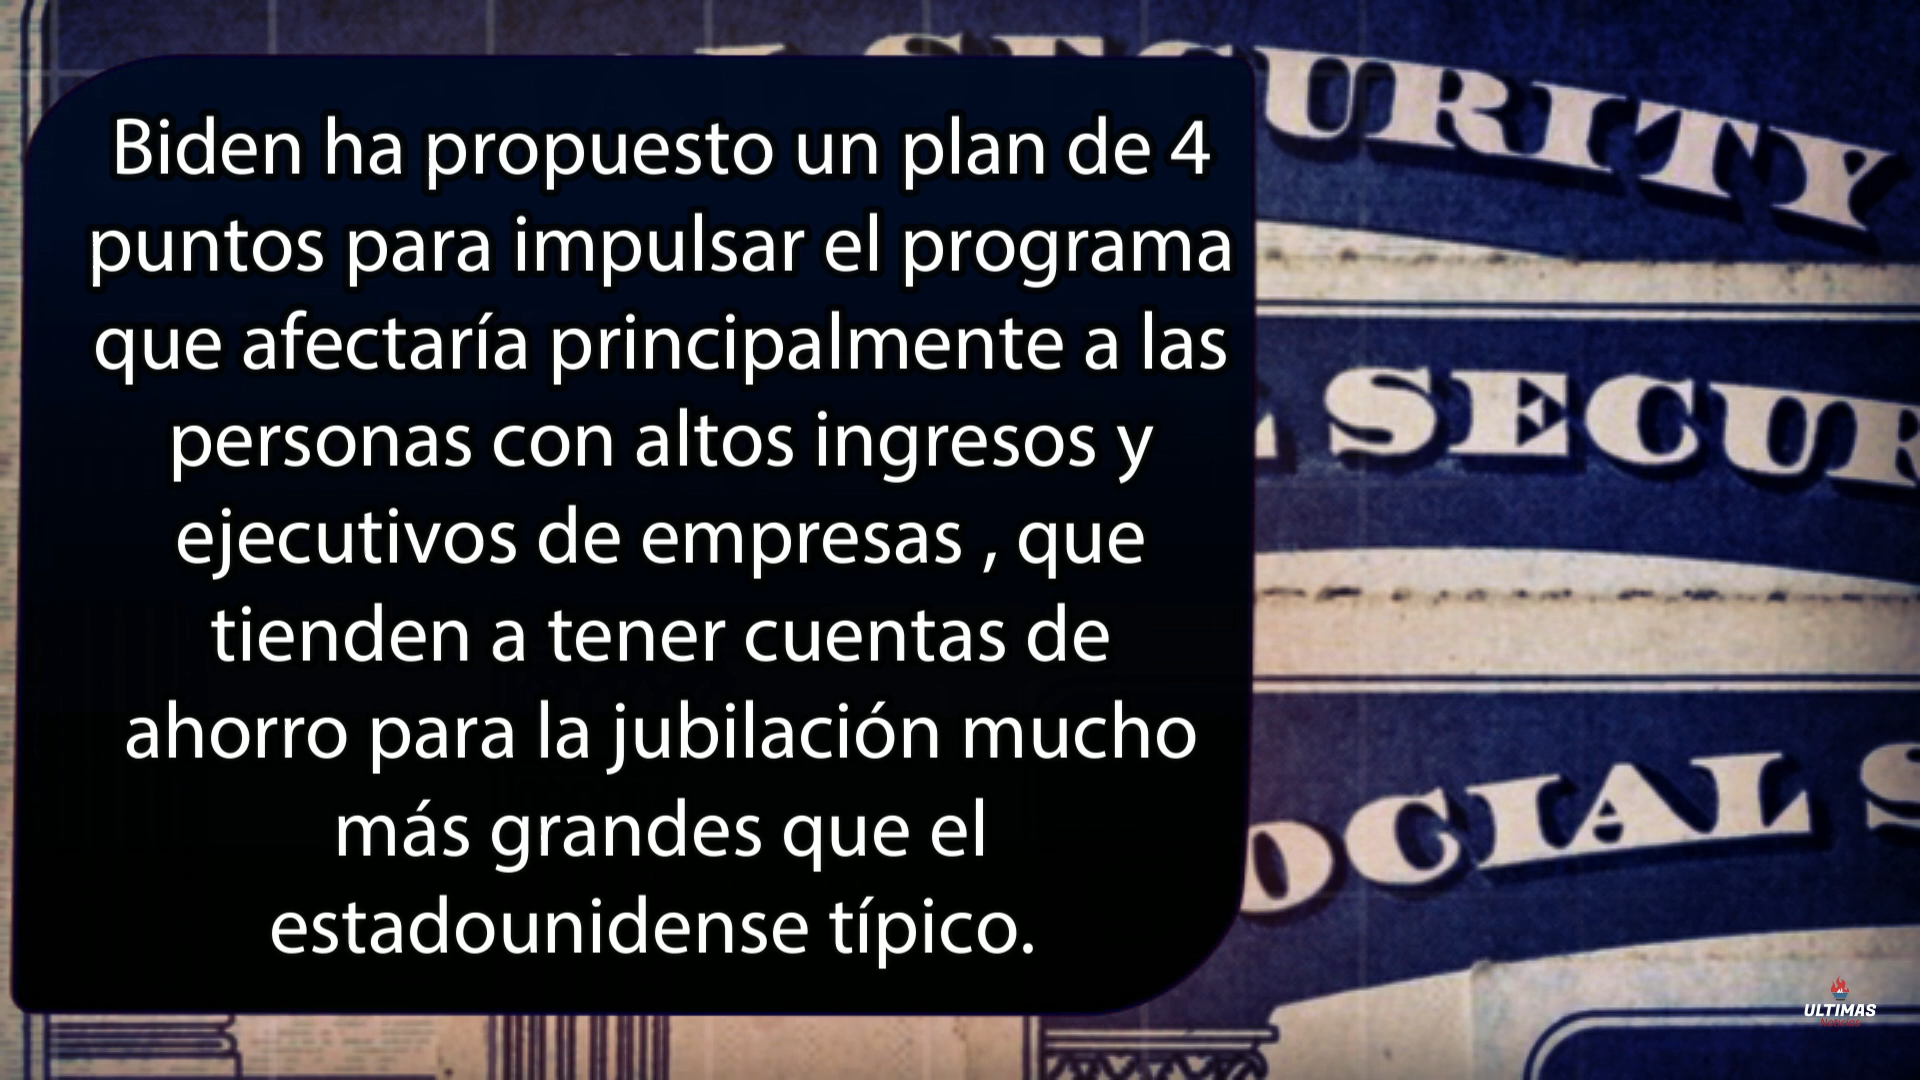 Biden ha propuesto un plan de 4
puntos para impulsar el programa
que afectaría principalmente a las
personas con altos ingresos y
ejecutivos de empresas , que
tienden a tener cuentas de
ahorro para la jubilación mucho
más grandes que el
estadounidense típico.
SECURITY
SECUR
OCIAL S
ULTIMAS